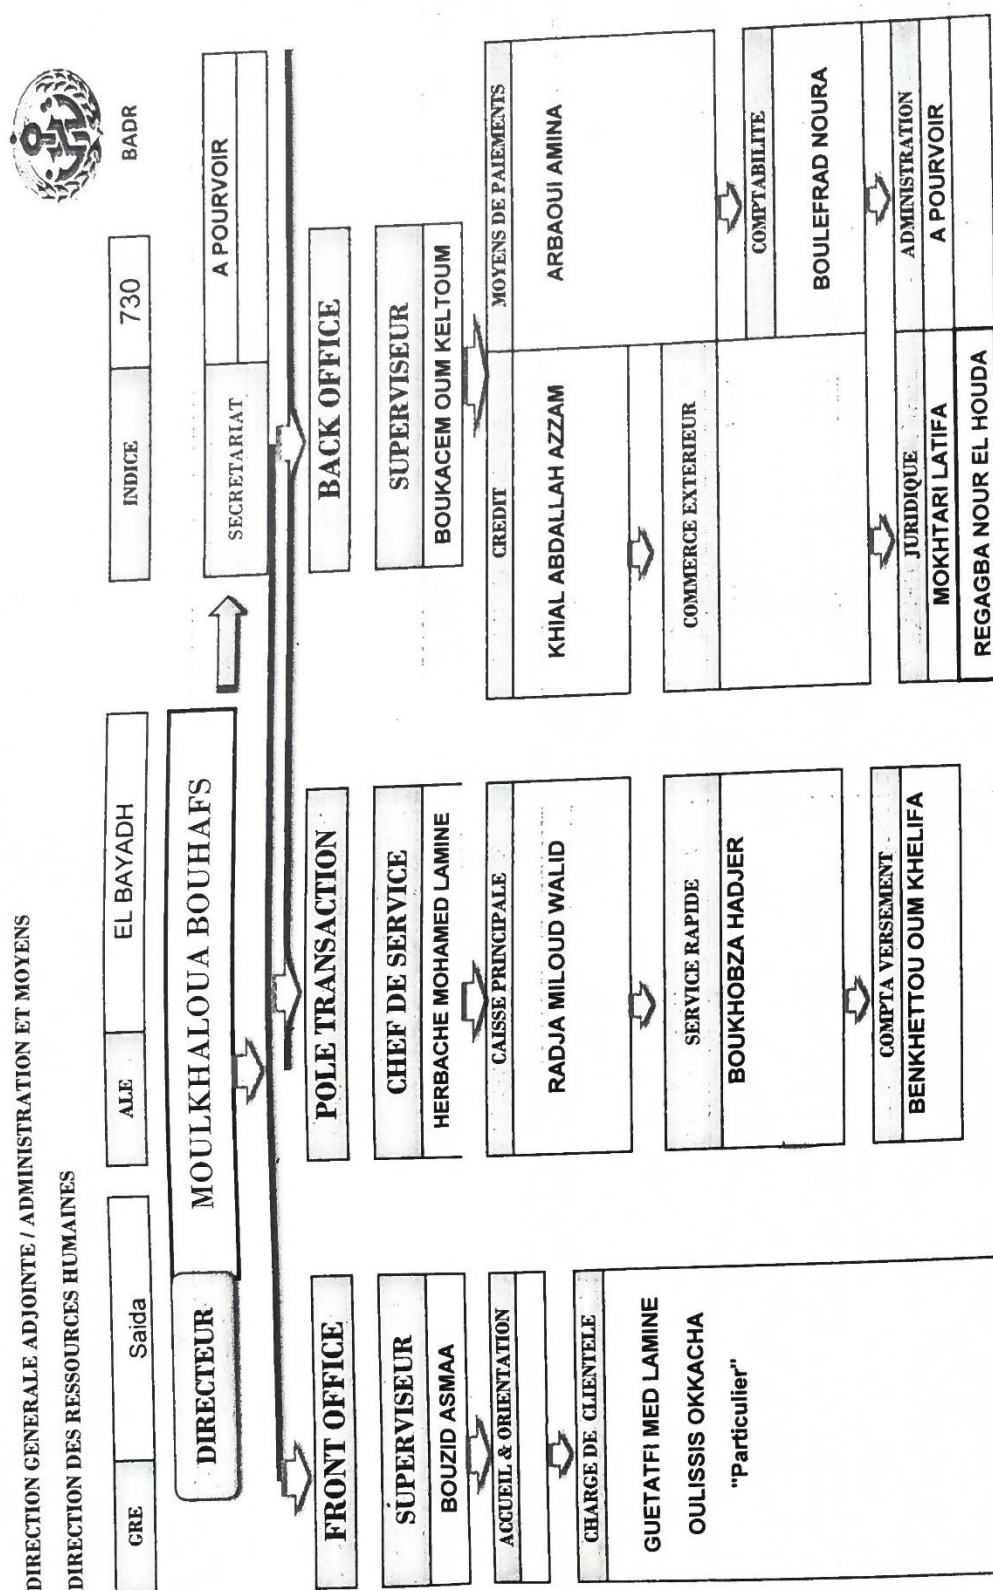 DIRECTION GENERALE ADJOINTE / ADMINISTRATION ET MOYENS
DIRECTION DES RESSOURCES HUMAINES
BADR
GRE Saida ALE EL BAYADH INDICE 730
DIRECTEUR MOULKHALOUA BOUHAFS
SECRETARIAT A POURVOIR
FRONT OFFICE
SUPERVISEUR
BOUZID ASMAA
ACCUEIL & ORIENTATION
CHARGE DE CLIENTELE
GUETATFI MED LAMINE
OULISSIS OKKACHA
"Particulier"
POLE TRANSACTION
CHEF DE SERVICE
HERBACHE MOHAMED LAMINE
CAISSE PRINCIPALE
RADJA MILOUD WALID
SERVICE RAPIDE
BOUKHOBZA HADJER
COMPTA VERSEMENT
BENKHETTOU OUM KHELIFA
BACK OFFICE
SUPERVISEUR
BOUKACEM OUM KELTOUM
CREDIT
KHIAL ABDALLAH AZZAM
COMMERCE EXTERIEUR
JURIDIQUE
MOKHTARI LATIFA
REGAGBA NOUR EL HOUDA
MOYENS DE PAIEMENTS
ARBAOUI AMINA
COMPTABILITE
BOULEFRAD NOURA
ADMINISTRATION
A POURVOIR